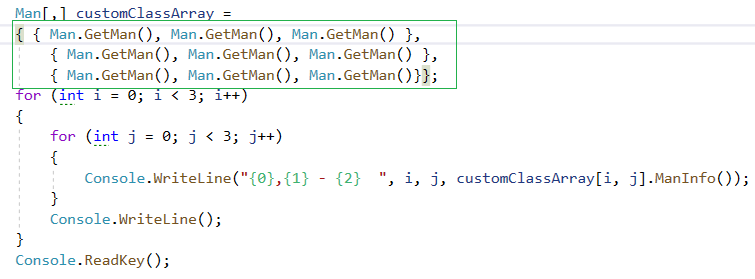 Man[,] customClassArray =
{ { Man.GetMan(), Man.GetMan(), Man.GetMan() },
    { Man.GetMan(), Man.GetMan(), Man.GetMan() },
    { Man.GetMan(), Man.GetMan(), Man.GetMan()}};
for (int i = 0; i < 3; i++)
{
    for (int j = 0; j < 3; j++)
    {
        Console.WriteLine("{0},{1} - {2}  ", i, j, customClassArray[i, j].ManInfo());
    }
    Console.WriteLine();
}
Console.ReadKey();